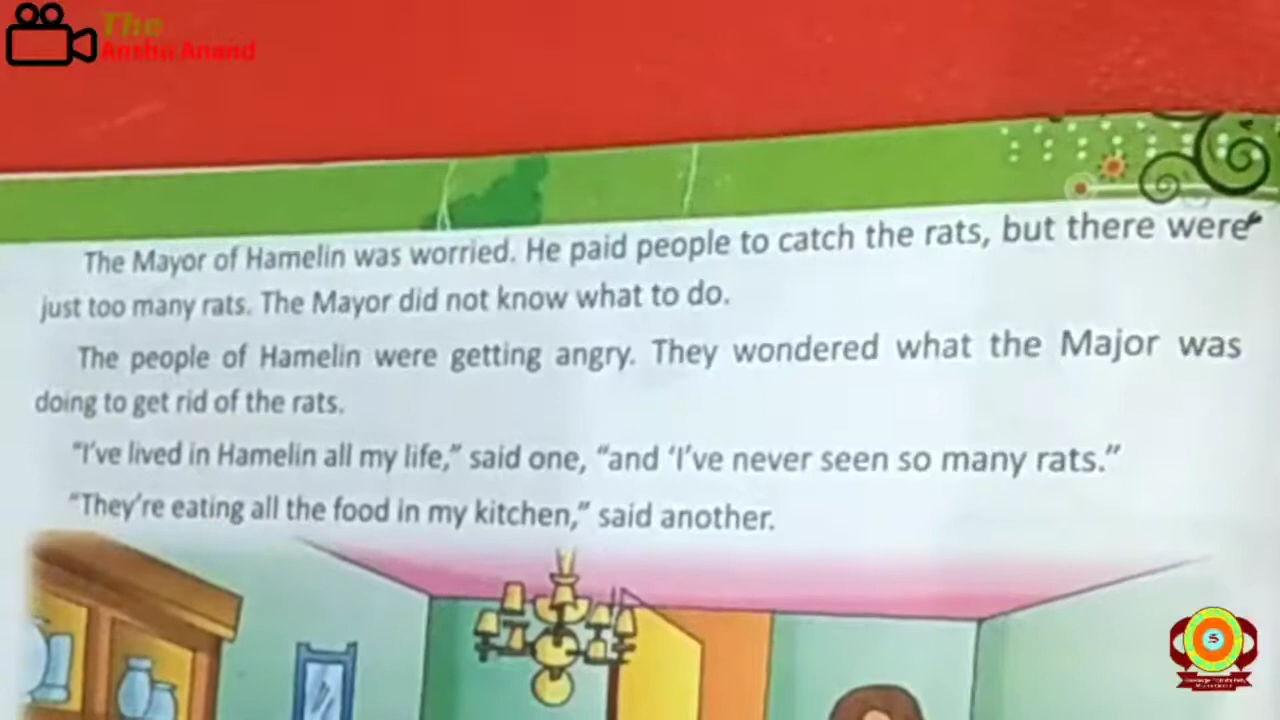 The
Anshu Anand
The Mayor of Hamelin was worried. He paid people to catch the rats, but there were
just too many rats. The Mayor did not know what to do.
The people of Hamelin were getting angry. They wondered what the Major was
doing to get rid of the rats.
“I’ve lived in Hamelin all my life,” said one, “and ‘I’ve never seen so many rats.”
“They’re eating all the food in my kitchen,” said another.